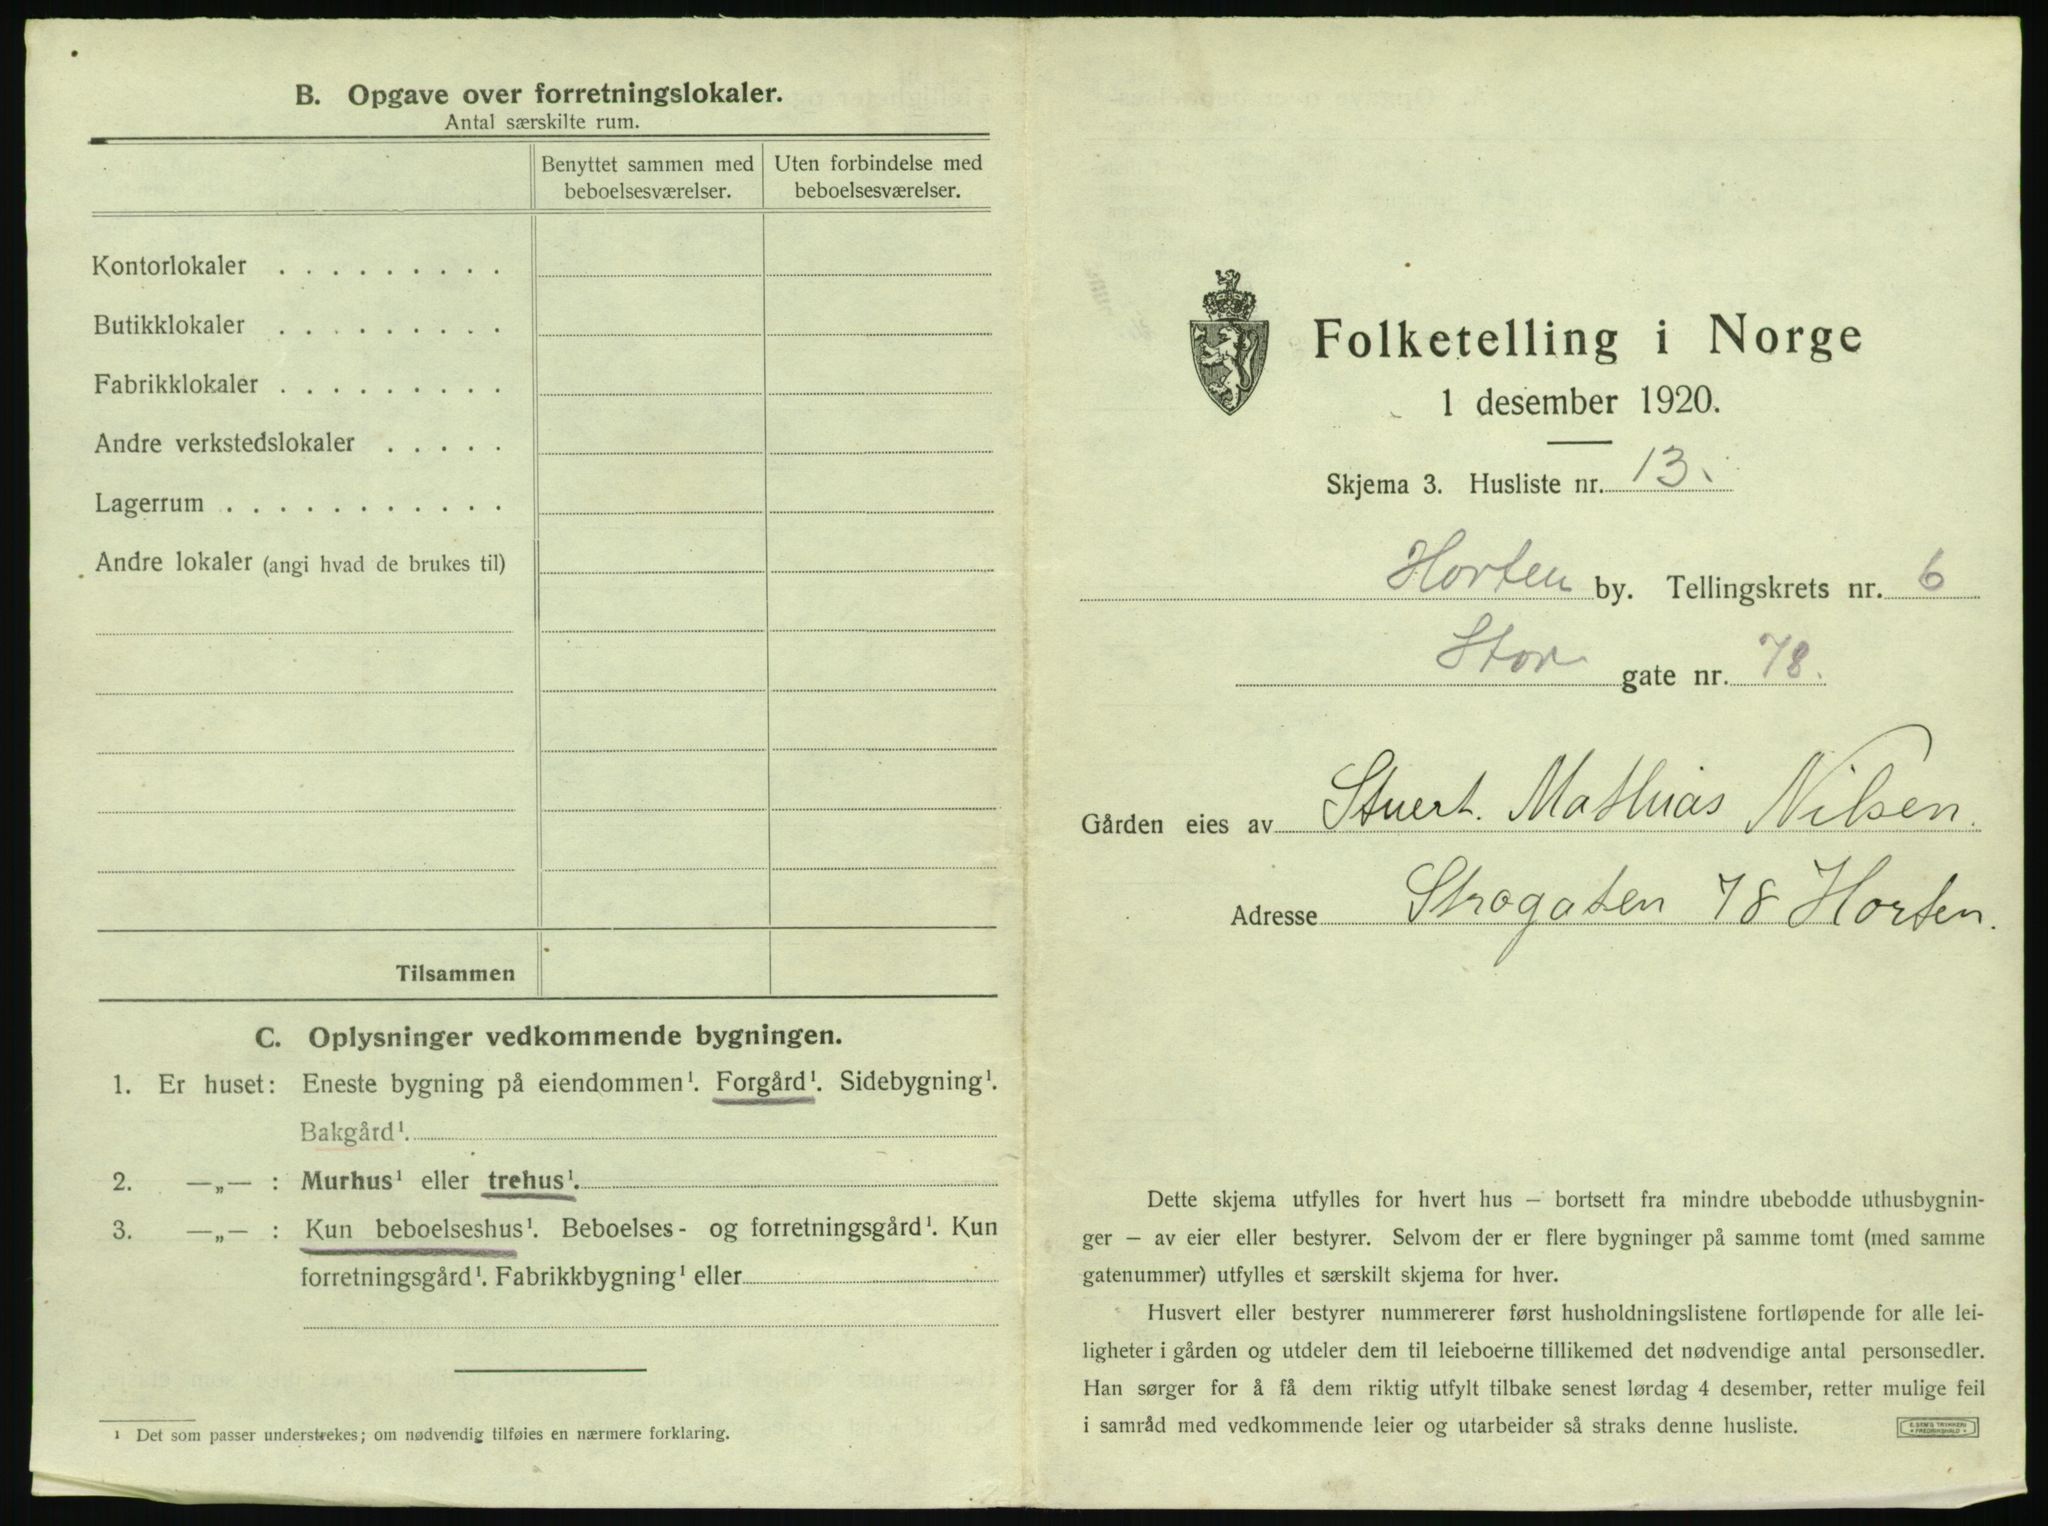 B. Opgave over forretningslokaler.
Antal særskilte rum.
Benyttet sammen med beboelsesværelser.
Uten forbindelse med beboelsesværelser.
Kontorlokaler . . . . . . . . .
Butikklokaler . . . . . . . . .
Fabrikklokaler . . . . . . . . .
Andre verkstedslokaler . . . . .
Lagerrum . . . . . . . . . . .
Andre lokaler (angi hvad de brukes til)
Tilsammen
C. Oplysninger vedkommende bygningen.
1. Er huset: Eneste bygning på eiendommen¹. Forgård¹. Sidebygning¹.
Bakgård¹.
2. —„— : Murhus¹ eller trehus¹.
3. —„— : Kun beboelseshus¹. Beboelses- og forretningsgård¹. Kun
forretningsgård¹. Fabrikkbygning¹ eller
¹ Det som passer understrekes; om nødvendig tilføies en nærmere forklaring.
Folketelling i Norge
1 desember 1920.
Skjema 3. Husliste nr. 13.
Horten by. Tellingskrets nr. 6
Stor gate nr. 78.
Gården eies av Stuert. Mathias Nilsen.
Adresse Strogaten 78 Horten.
Dette skjema utfylles for hvert hus — bortsett fra mindre ubebodde uthusbygnin-
ger — av eier eller bestyrer. Selvom der er flere bygninger på samme tomt (med samme
gatenummer) utfylles et særskilt skjema for hver.
Husvert eller bestyrer nummererer først husholdningslistene fortløpende for alle lei-
ligheter i gården og utdeler dem til leieboerne tillikemed det nødvendige antal personsedler.
Han sørger for å få dem riktig utfylt tilbake senest lørdag 4 desember, retter mulige feil
i samråd med vedkommende leier og utarbeider så straks denne husliste.
E. SEM'S TRYKKERI
FREDRIKSHALD